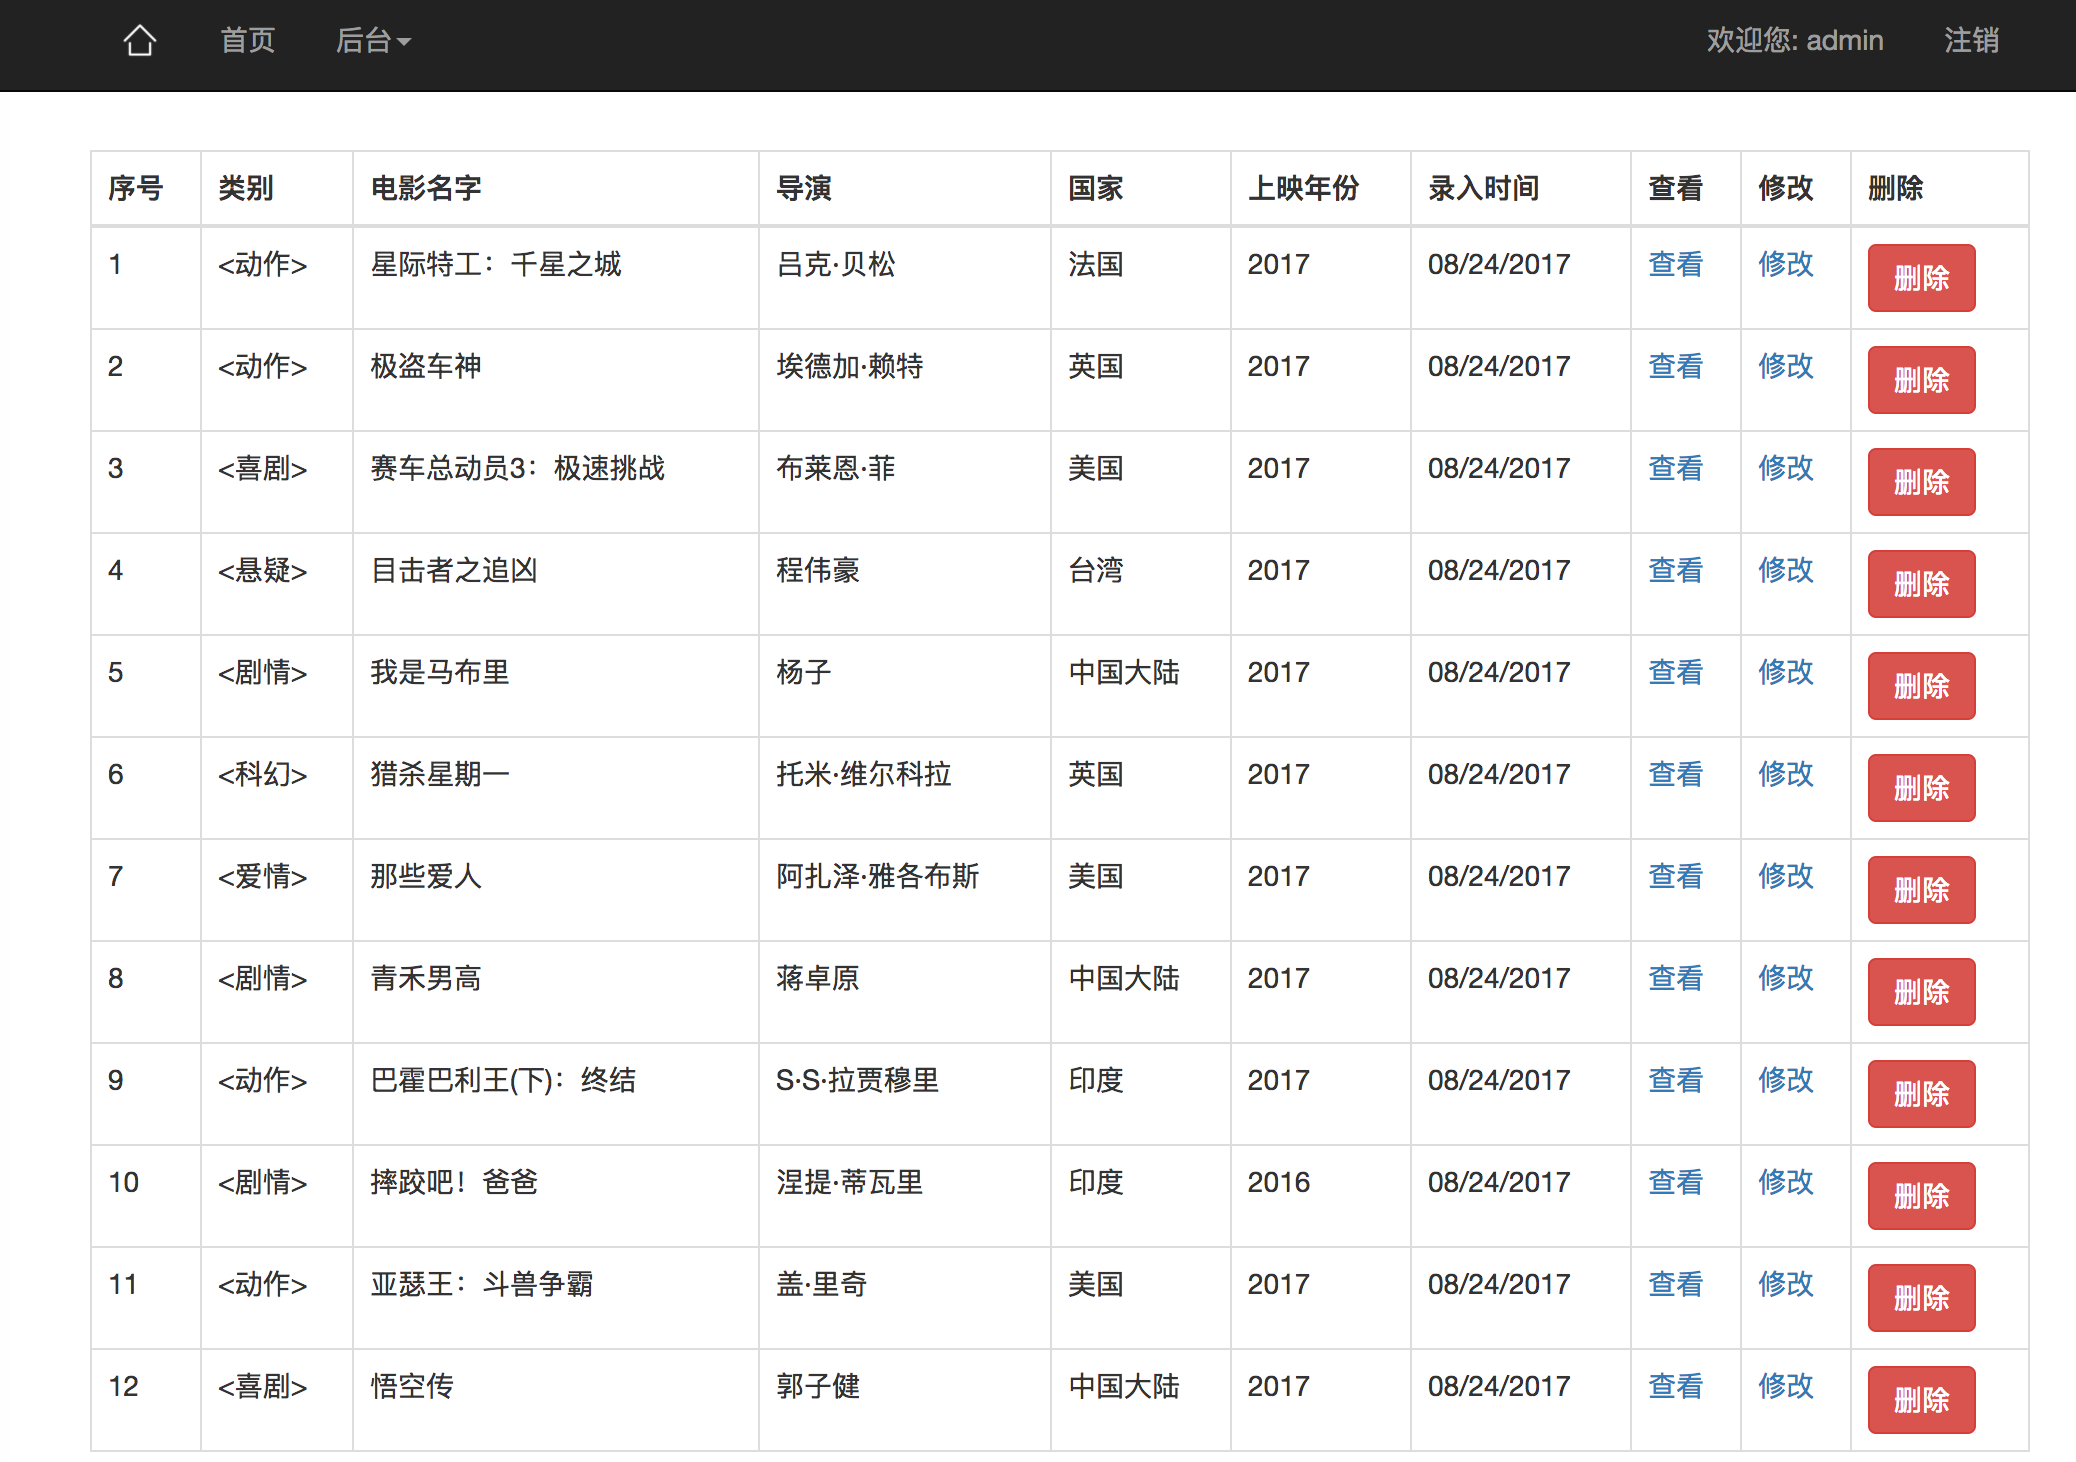 首页 后台 欢迎您: admin 注销
序号 类别 电影名字 导演 国家 上映年份 录入时间 查看 修改 删除
1 <动作> 星际特工：千星之城 吕克·贝松 法国 2017 08/24/2017 查看 修改 删除
2 <动作> 极盗车神 埃德加·赖特 英国 2017 08/24/2017 查看 修改 删除
3 <喜剧> 赛车总动员3：极速挑战 布莱恩·菲 美国 2017 08/24/2017 查看 修改 删除
4 <悬疑> 目击者之追凶 程伟豪 台湾 2017 08/24/2017 查看 修改 删除
5 <剧情> 我是马布里 杨子 中国大陆 2017 08/24/2017 查看 修改 删除
6 <科幻> 猎杀星期一 托米·维尔科拉 英国 2017 08/24/2017 查看 修改 删除
7 <爱情> 那些爱人 阿扎泽·雅各布斯 美国 2017 08/24/2017 查看 修改 删除
8 <剧情> 青禾男高 蒋卓原 中国大陆 2017 08/24/2017 查看 修改 删除
9 <动作> 巴霍巴利王(下)：终结 S·S·拉贾穆里 印度 2017 08/24/2017 查看 修改 删除
10 <剧情> 摔跤吧！爸爸 涅提·蒂瓦里 印度 2016 08/24/2017 查看 修改 删除
11 <动作> 亚瑟王：斗兽争霸 盖·里奇 美国 2017 08/24/2017 查看 修改 删除
12 <喜剧> 悟空传 郭子健 中国大陆 2017 08/24/2017 查看 修改 删除